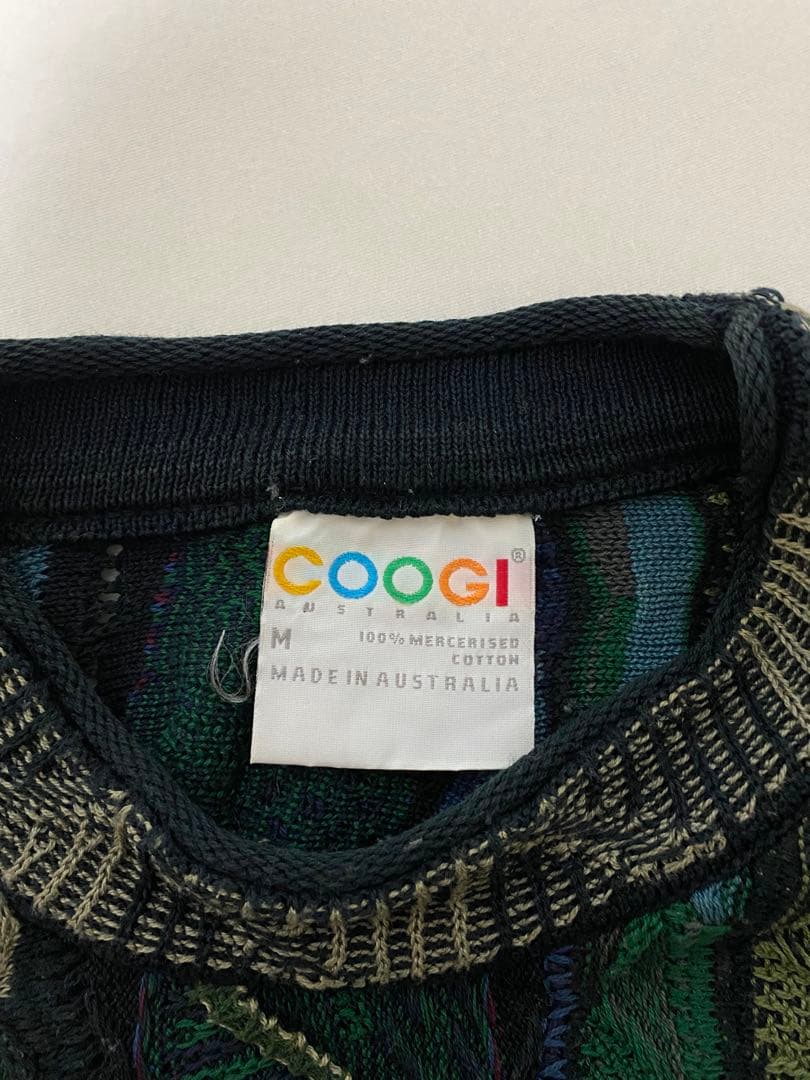 COOGI®
AUSTRALIA
M 100% MERCERISED
COTTON
MADE IN AUSTRALIA